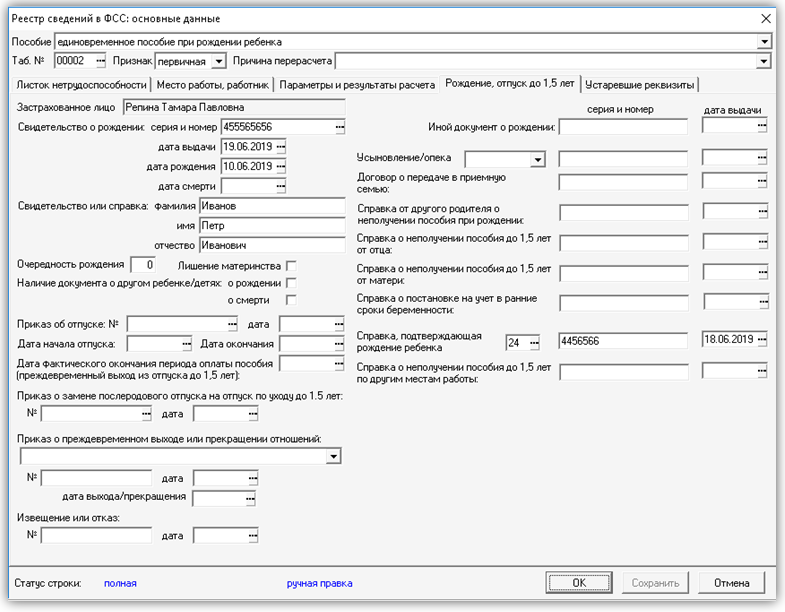 Реестр сведений в ФСС: основные данные
Пособие единовременное пособие при рождении ребенка
Таб. № 00002 Признак первичная Причина перерасчета
Листок нетрудоспособности Место работы, работник Параметры и результаты расчета Рождение, отпуск до 1,5 лет Устаревшие реквизиты
Застрахованное лицо Репина Тамара Павловна
Свидетельство о рождении: серия и номер 455565656
дата выдачи 19.06.2019
дата рождения 10.06.2019
дата смерти
Свидетельство или справка: фамилия Иванов
имя Петр
отчество Иванович
Очередность рождения 0 Лишение материнства
Наличие документа о другом ребенке/детях: о рождении
о смерти
Приказ об отпуске: № дата
Дата начала отпуска: Дата окончания
Дата фактического окончания периода оплаты пособия
(преждевременный выход из отпуска до 1,5 лет):
Приказ о замене послеродового отпуска на отпуск по уходу до 1.5 лет:
№ дата
Приказ о преждевременном выходе или прекращении отношений:
№ дата
дата выхода/прекращения
Извещение или отказ:
№ дата
серия и номер дата выдачи
Иной документ о рождении:
Усыновление/опека
Договор о передаче в приемную
семью:
Справка от другого родителя о
неполучении пособия при рождении:
Справка о неполучении пособия до 1,5 лет
от отца:
Справка о неполучении пособия до 1,5 лет
от матери:
Справка о постановке на учет в ранние
сроки беременности:
Справка, подтверждающая
рождение ребенка 24 4456566 18.06.2019
Справка о неполучении пособия до 1,5 лет
по другим местам работы:
Статус строки: полная ручная правка OK Сохранить Отмена